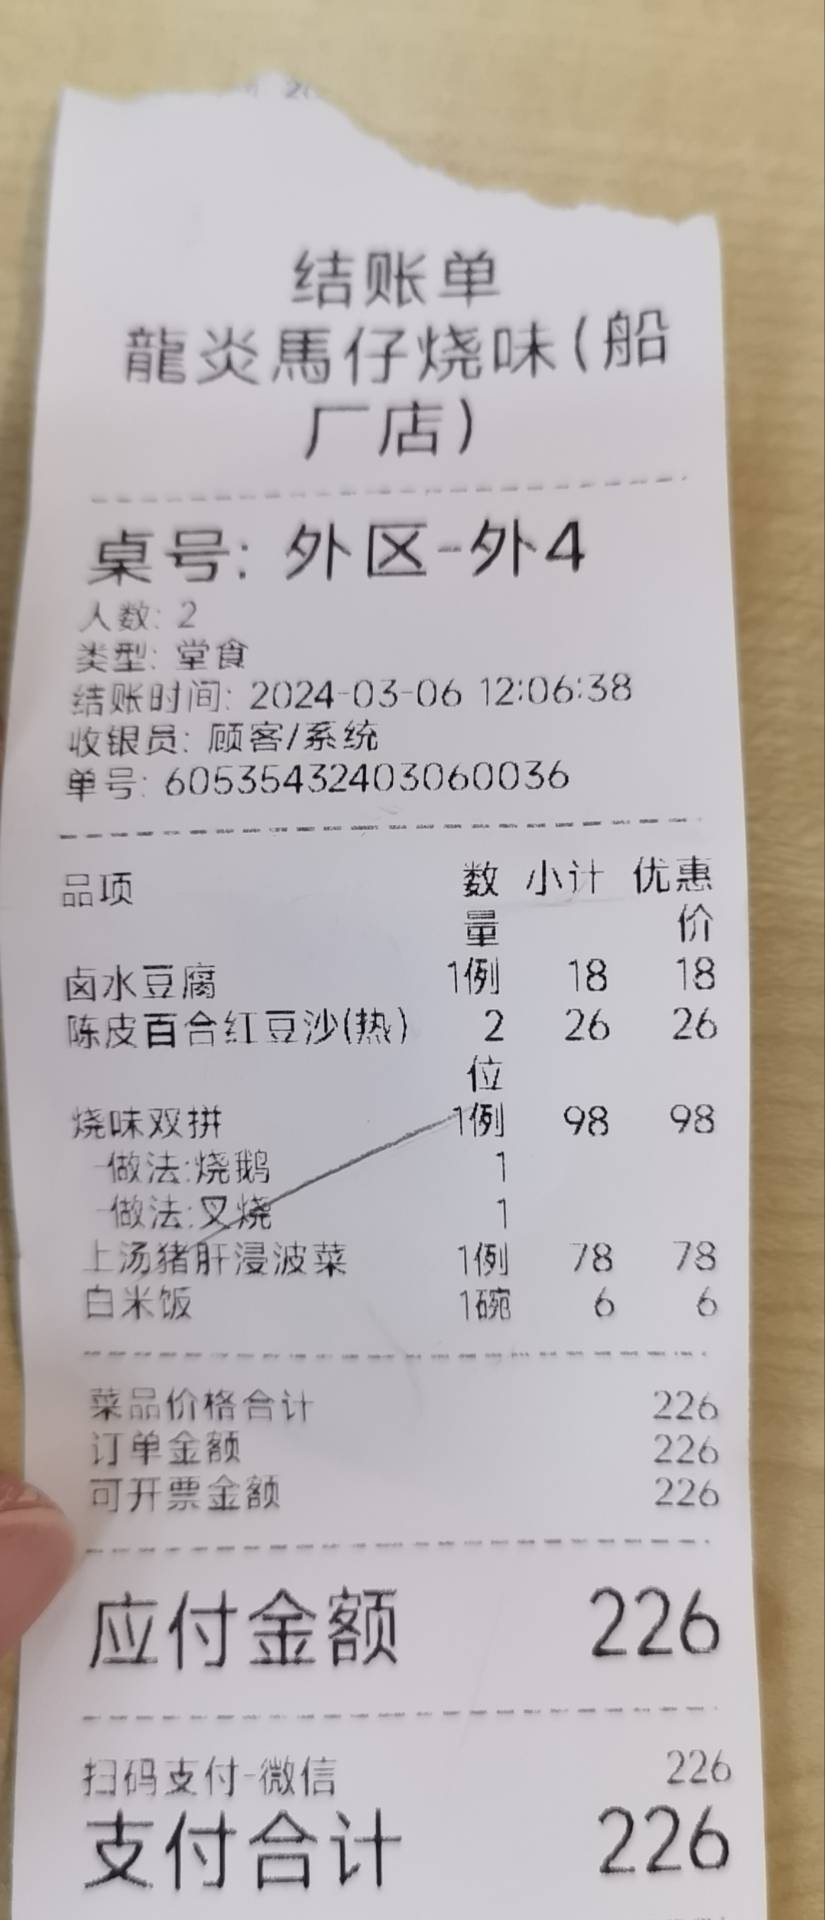 结账单
龍炎馬仔烧味(船
厂店)
桌号: 外区-外4
人数: 2
类型: 堂食
结账时间: 2024-03-06 12:06:38
收银员: 顾客/系统
单号: 605354432403060036
品项 数 小计 优惠
量 价
卤水豆腐 1例 18 18
陈皮百合红豆沙(热) 2 26 26
位
烧味双拼 1例 98 98
-做法:烧鹅 1
-做法:叉烧 1
上汤猪肝浸波菜 1例 78 78
白米饭 1碗 6 6
菜品价格合计 226
订单金额 226
可开票金额 226
应付金额 226
扫码支付-微信 226
支付合计 226